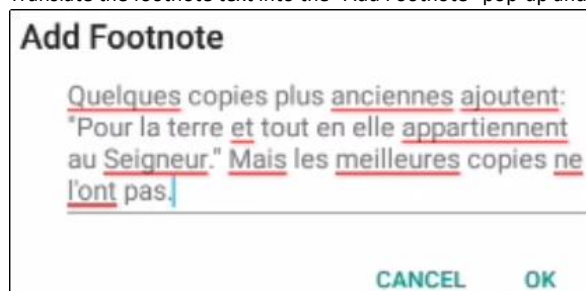 Add Footnote
Quelques copies plus anciennes ajoutent:
"Pour la terre et tout en elle appartiennent
au Seigneur." Mais les meilleures copies ne
l'ont pas.
CANCEL OK